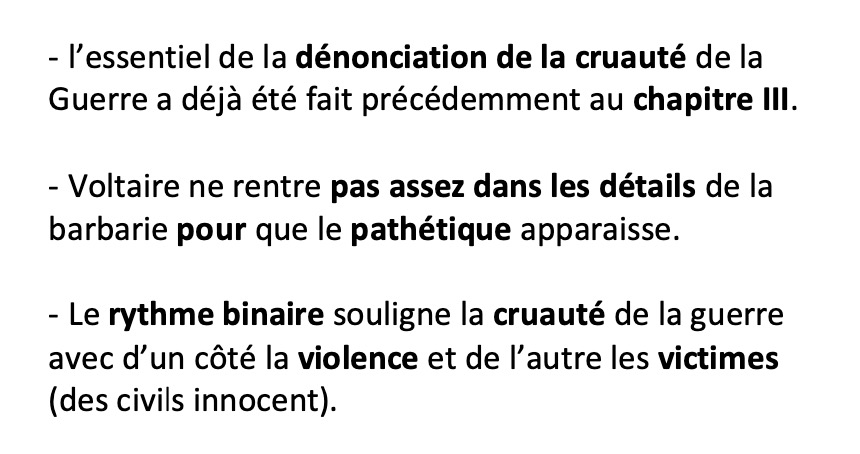 - l’essentiel de la dénonciation de la cruauté de la
Guerre a déjà été fait précédemment au chapitre III.
- Voltaire ne rentre pas assez dans les détails de la
barbarie pour que le pathétique apparaisse.
- Le rythme binaire souligne la cruauté de la guerre
avec d’un côté la violence et de l’autre les victimes
(des civils innocent).